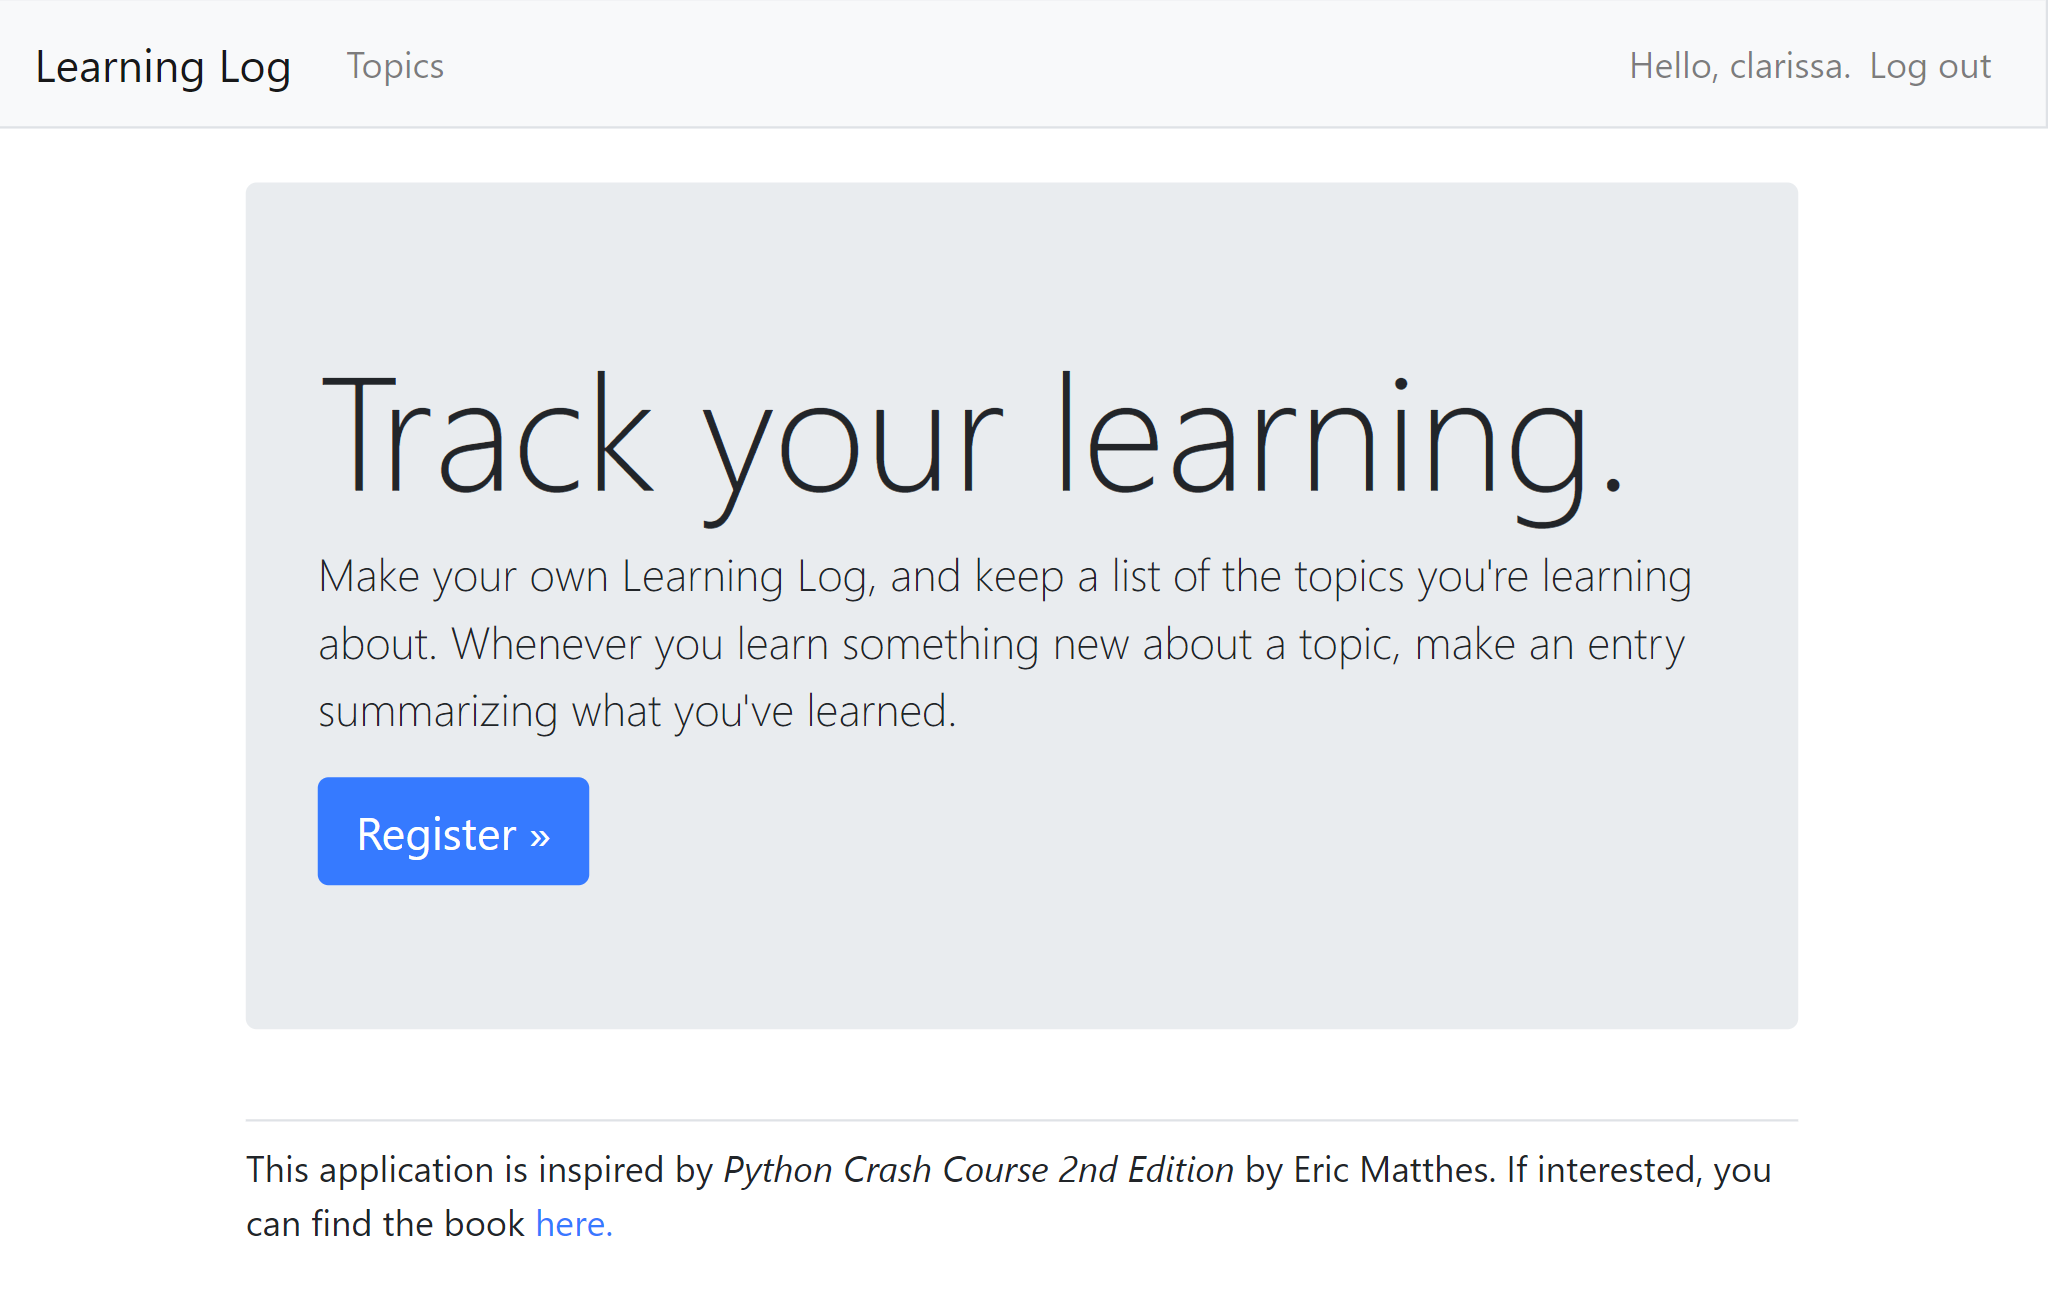 Learning Log Topics Hello, clarissa. Log out
Track your learning.
Make your own Learning Log, and keep a list of the topics you're learning
about. Whenever you learn something new about a topic, make an entry
summarizing what you've learned.
Register »
This application is inspired by Python Crash Course 2nd Edition by Eric Matthes. If interested, you
can find the book here.